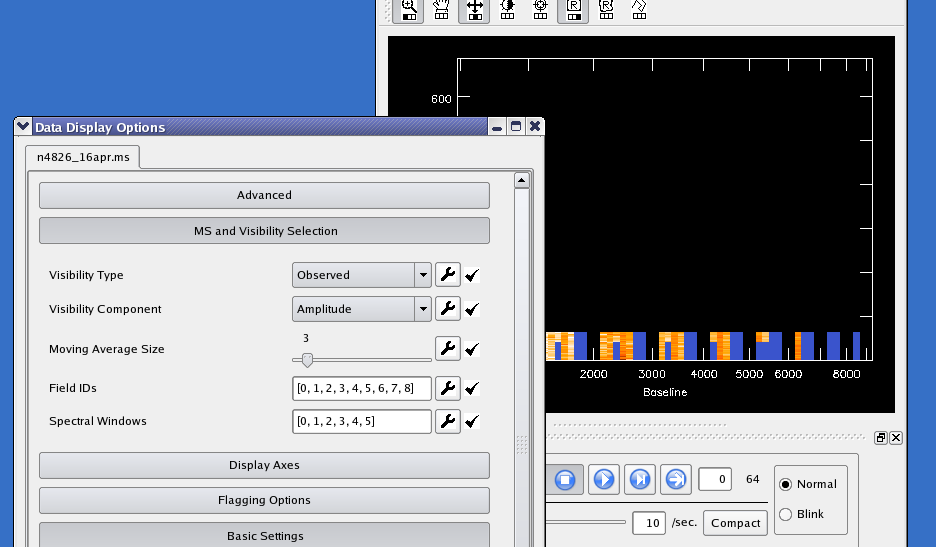 R
R
600
Data Display Options
n4826_16apr.ms
Advanced
MS and Visibility Selection
Visibility Type
Observed
Visibility Component
Amplitude
Moving Average Size
3
Field IDs
[0, 1, 2, 3, 4, 5, 6, 7, 8]
Spectral Windows
[0, 1, 2, 3, 4, 5]
Display Axes
Flagging Options
Basic Settings
2000 3000 4000 5000 6000 8000
Baseline
0 64
Normal
Blink
10 /sec. Compact